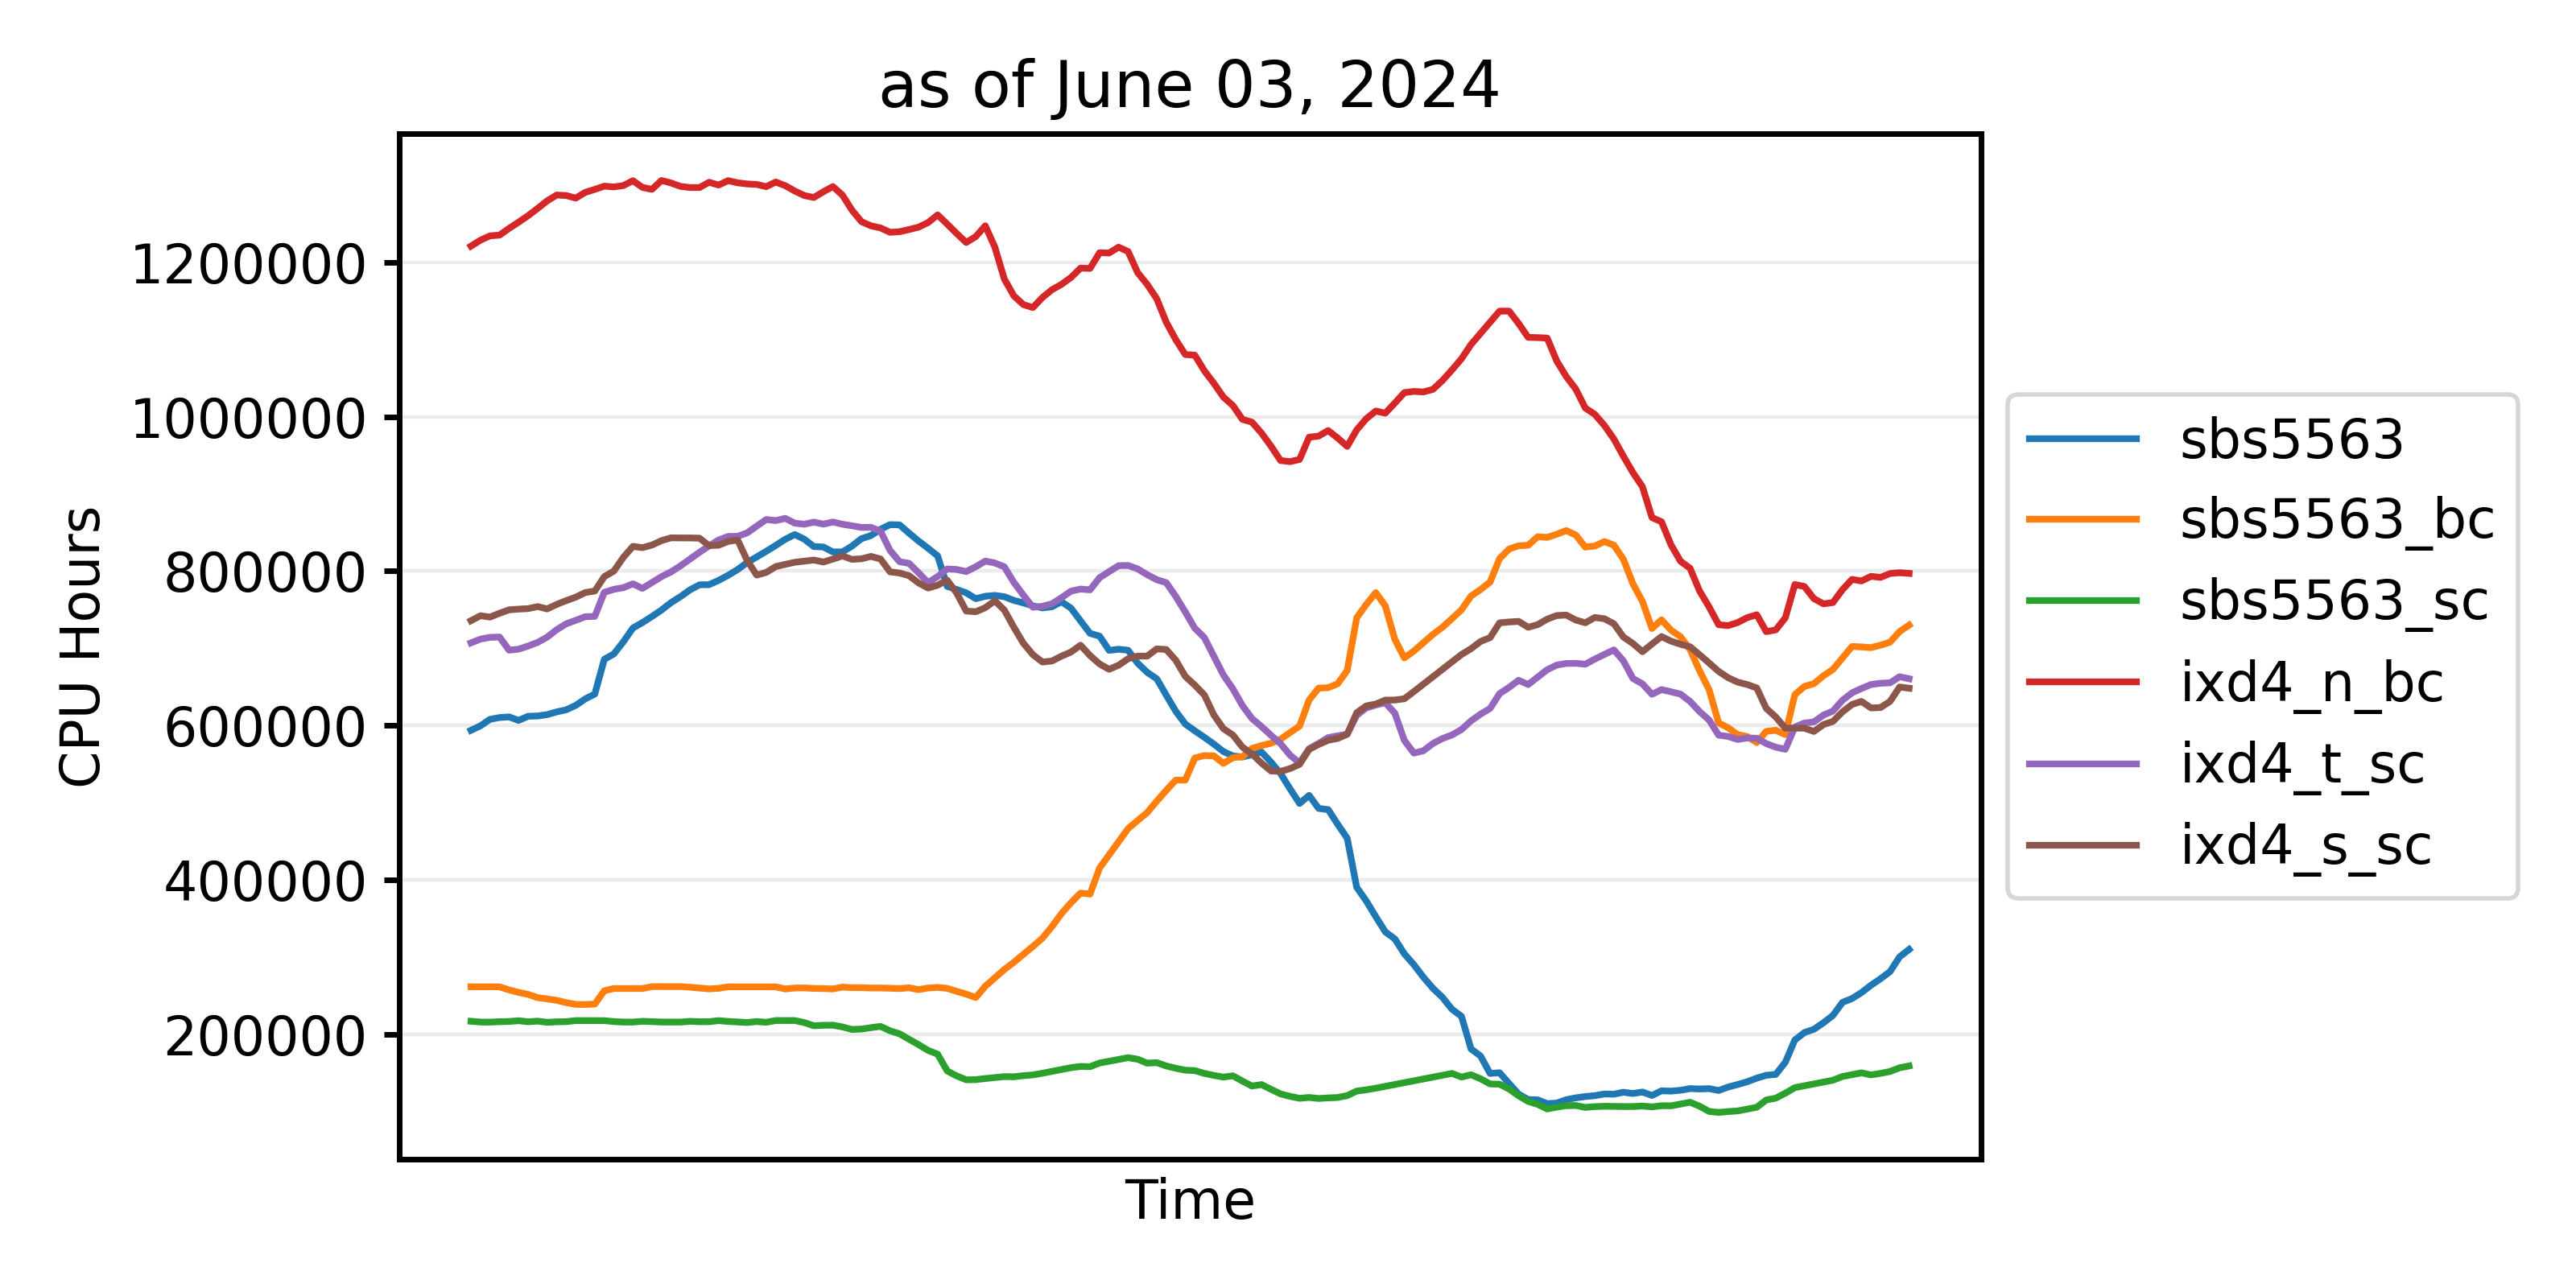 as of June 03, 2024
1200000
1000000
800000
600000
400000
200000
CPU Hours
Time
sbs5563
sbs5563_bc
sbs5563_sc
ixd4_n_bc
ixd4_t_sc
ixd4_s_sc